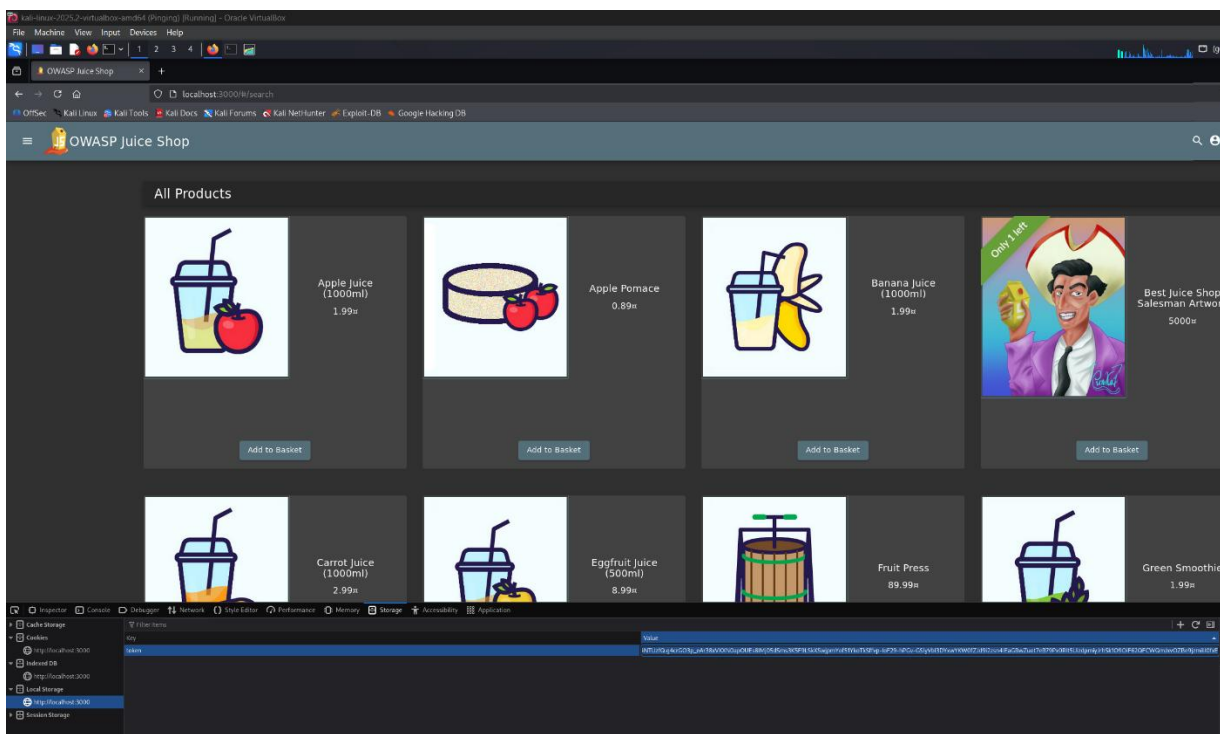 kali-linux-2025.2-virtualbox-amd64 (Pinging) [Running] - Oracle VirtualBox
File Machine View Input Devices Help
1 2 3 4
OWASP Juice Shop × +
localhost:3000/#/search
OffSec Kali Linux Kali Tools Kali Docs Kali Forums Kali NetHunter Exploit-DB Google Hacking DB
OWASP Juice Shop
All Products
Only 1 left
Apple Juice
(1000ml)
1.99¤
Apple Pomace
0.89¤
Banana Juice
(1000ml)
1.99¤
Best Juice Shop
Salesman Artwor
5000¤
Add to Basket Add to Basket Add to Basket Add to Basket
Carrot Juice
(1000ml)
2.99¤
Eggfruit Juice
(500ml)
8.99¤
Fruit Press
89.99¤
Green Smoothie
1.99¤
Inspector Console Debugger Network Style Editor Performance Memory Storage Accessibility Application
Cache Storage
Filter Items
Cookies
Key Value
http://localhost:3000
token
Indexed DB
http://localhost:3000
Local Storage
http://localhost:3000
Session Storage